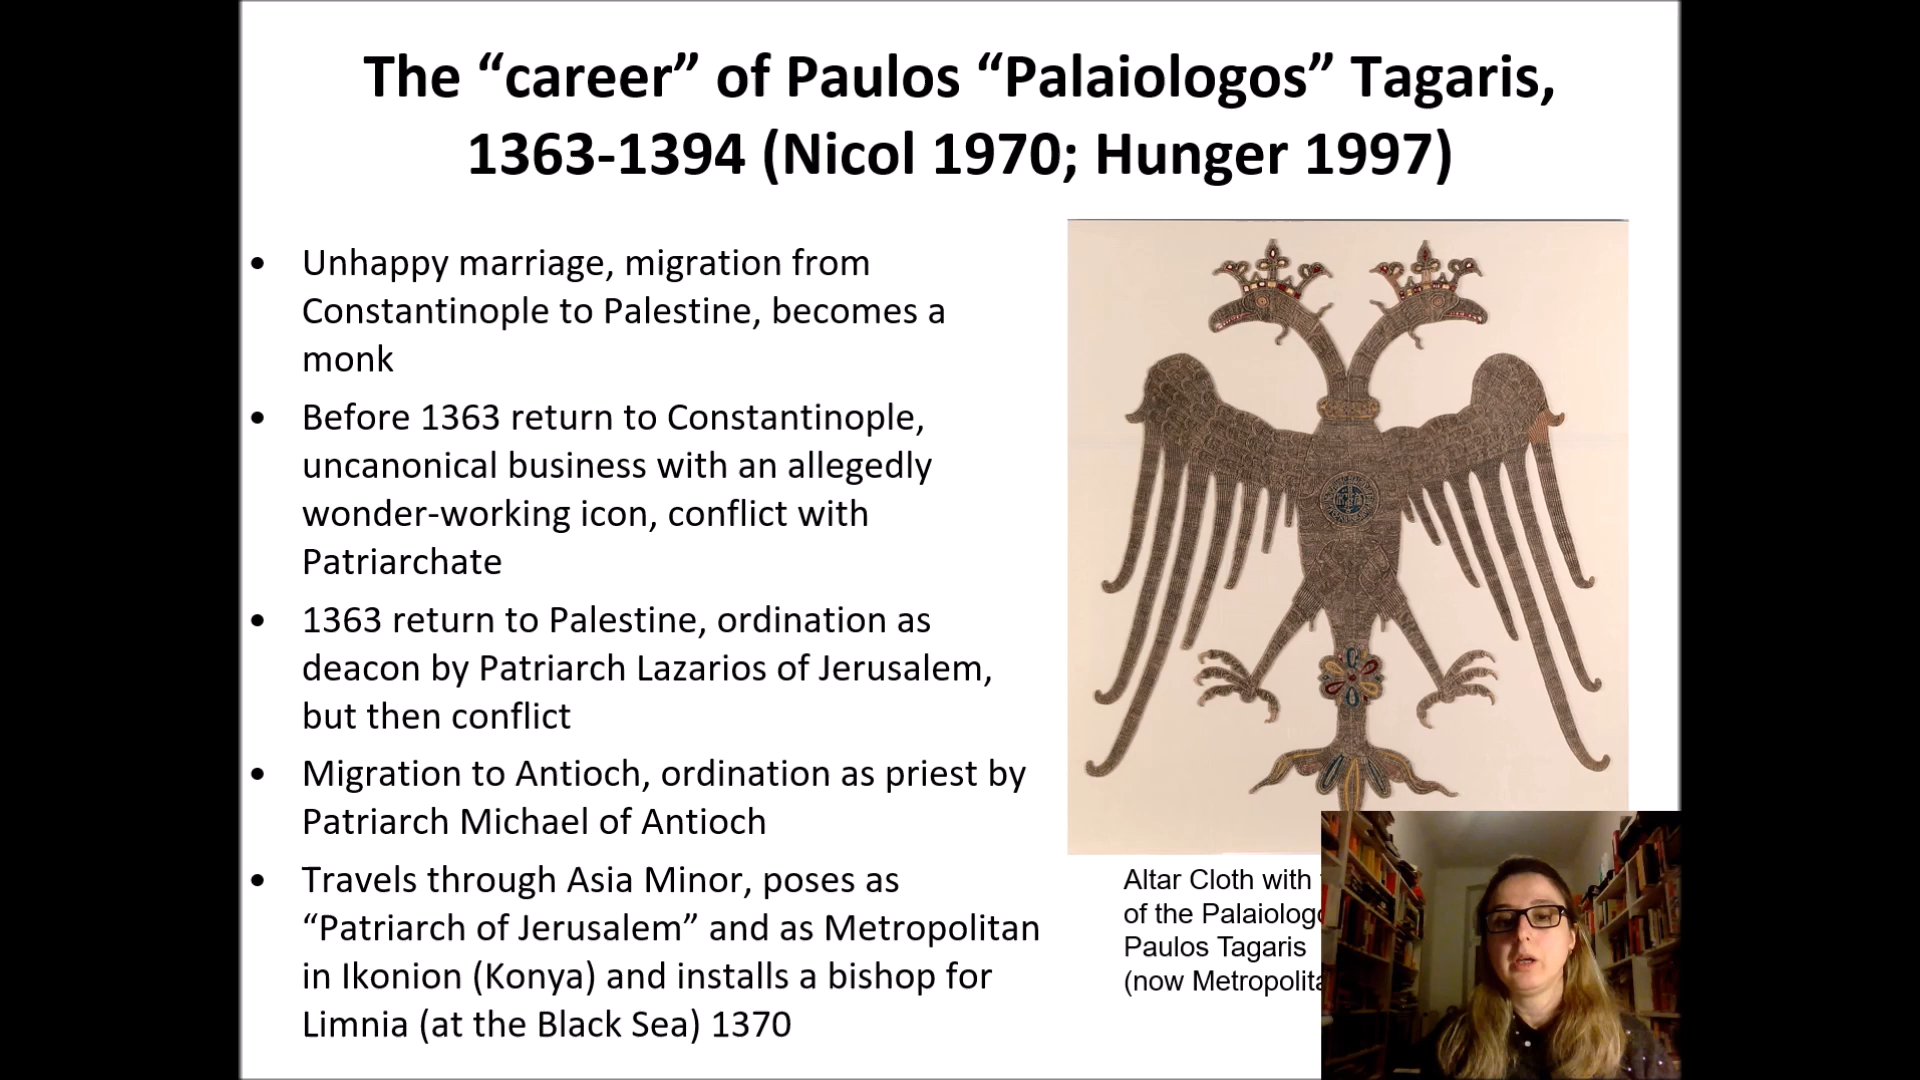 The “career” of Paulos “Palaiologos” Tagaris,
1363-1394 (Nicol 1970; Hunger 1997)
• Unhappy marriage, migration from
Constantinople to Palestine, becomes a
monk
• Before 1363 return to Constantinople,
uncanonical business with an allegedly
wonder-working icon, conflict with
Patriarchate
• 1363 return to Palestine, ordination as
deacon by Patriarch Lazarios of Jerusalem,
but then conflict
• Migration to Antioch, ordination as priest by
Patriarch Michael of Antioch
• Travels through Asia Minor, poses as
“Patriarch of Jerusalem” and as Metropolitan
in Ikonion (Konya) and installs a bishop for
Limnia (at the Black Sea) 1370
Altar Cloth with
of the
Paulos Tagaris
(now